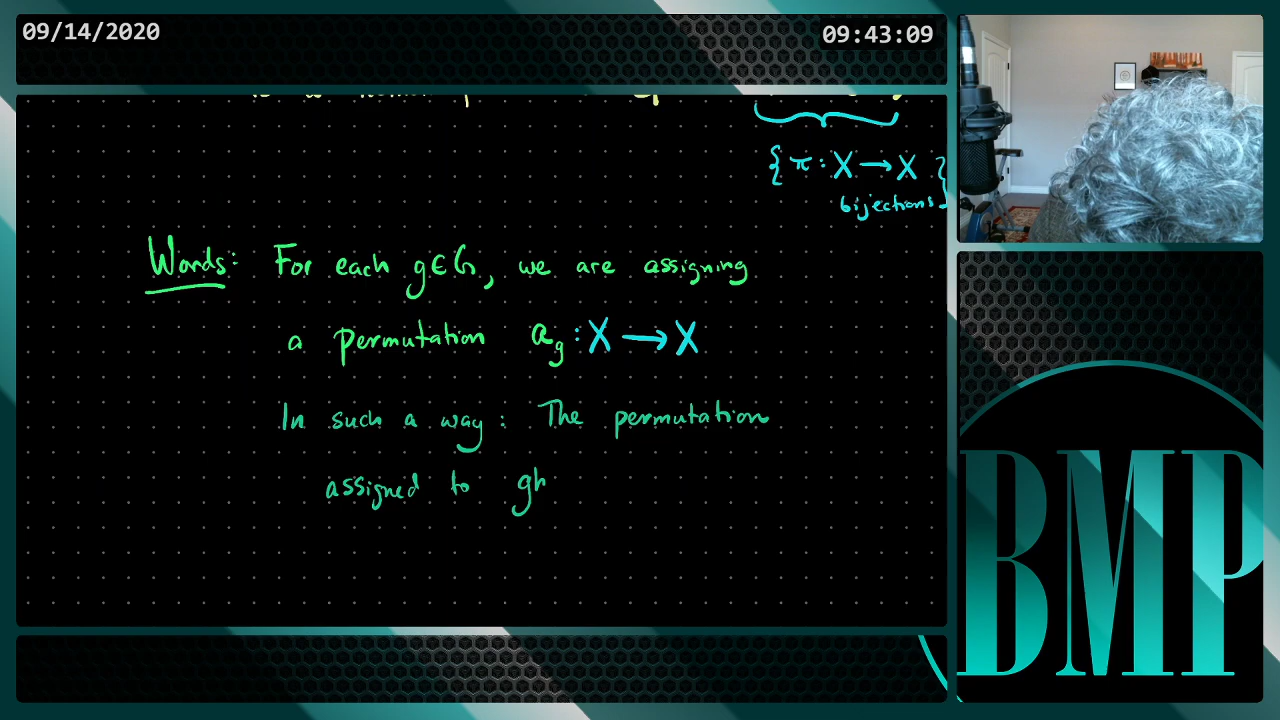 09/14/2020
09:43:09
is a
{ π : X → X }
bijections
Words: For each g∈G, we are assigning
a permutation a_g : X → X
In such a way : The permutation
assigned to gh
BMP